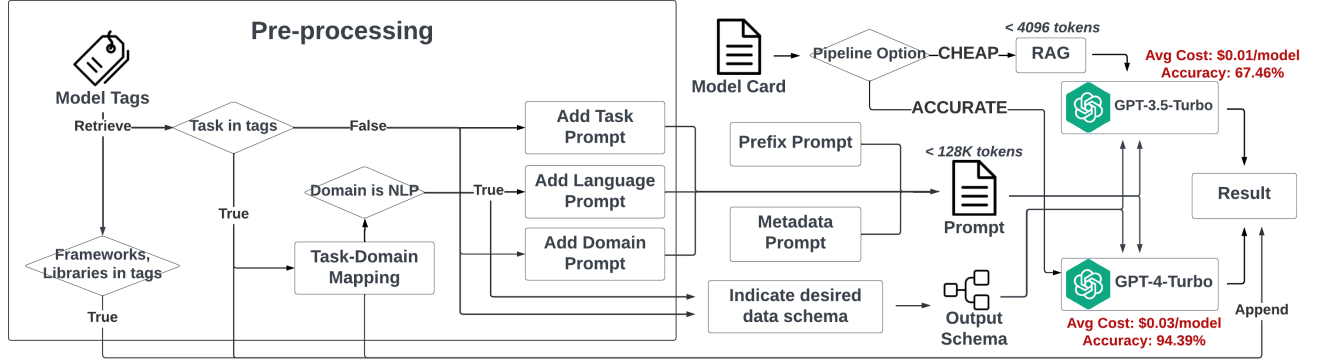 Pre-processing
Model Tags
Retrieve
Task in tags
False
True
Frameworks,
Libraries in tags
True
Domain is NLP
True
Task-Domain
Mapping
Add Task
Prompt
Add Language
Prompt
Add Domain
Prompt
Model Card
Pipeline Option
CHEAP
ACCURATE
< 4096 tokens
RAG
Avg Cost: $0.01/model
Accuracy: 67.46%
GPT-3.5-Turbo
Prefix Prompt
Metadata
Prompt
< 128K tokens
Prompt
Indicate desired
data schema
Output
Schema
GPT-4-Turbo
Avg Cost: $0.03/model
Accuracy: 94.39%
Result
Append